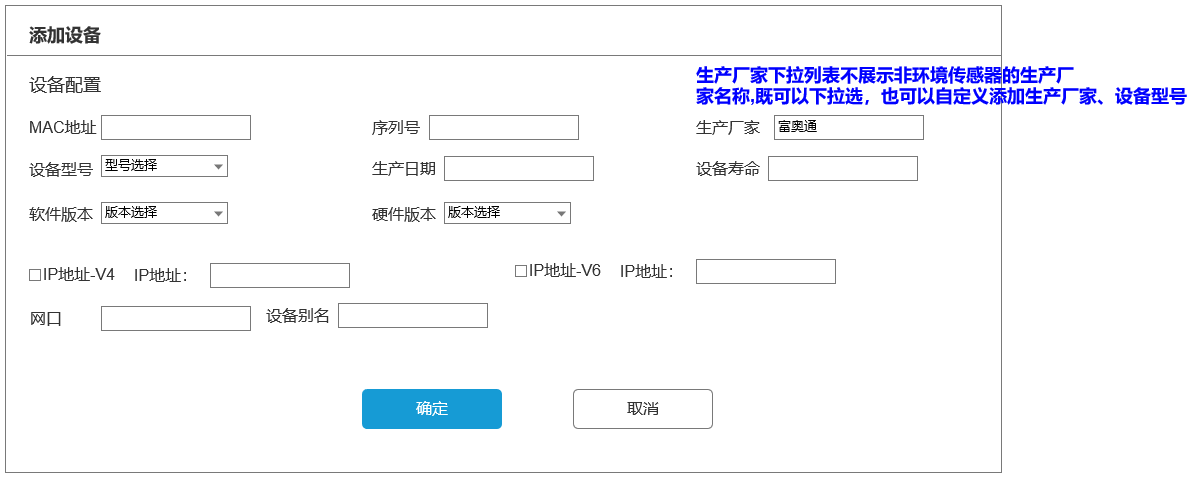 添加设备
设备配置
生产厂家下拉列表不展示非环境传感器的生产厂
家名称,既可以下拉选，也可以自定义添加生产厂家、设备型号
MAC地址 序列号 生产厂家 富奥通
设备型号 型号选择 生产日期 设备寿命
软件版本 版本选择 硬件版本 版本选择
IP地址-V4 IP地址： IP地址-V6 IP地址：
网口 设备别名
确定 取消